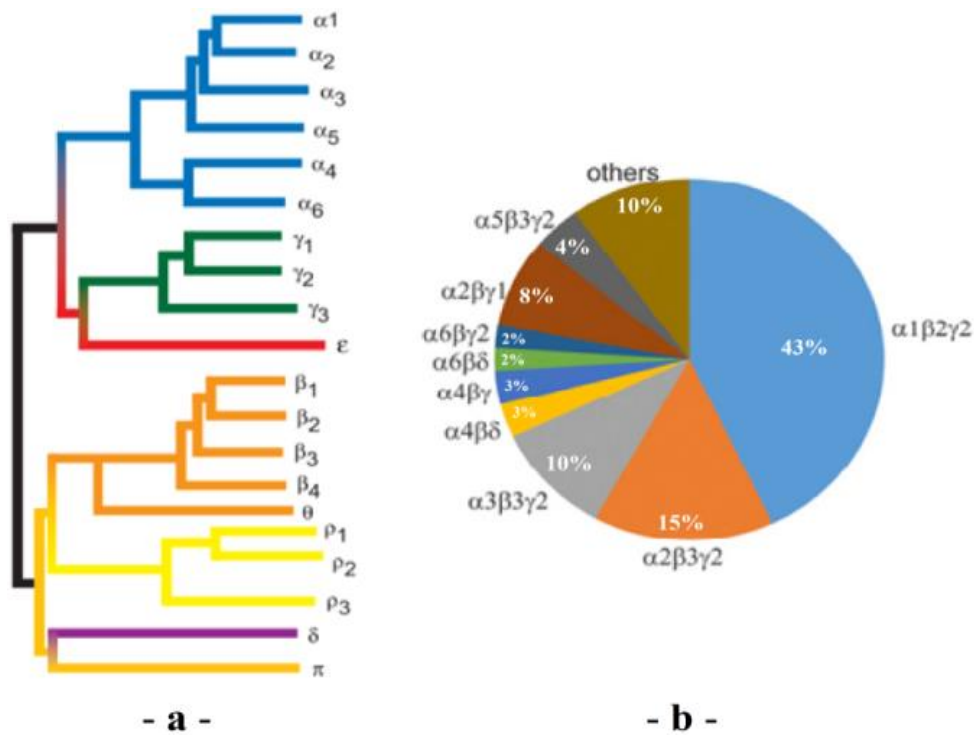 α1
α₂
α₃
α₅
α₄
α₆
γ₁
γ₂
γ₃
ε
β₁
β₂
β₃
β₄
θ
ρ₁
ρ₂
ρ₃
δ
π
- a -
others
10%
α5β3γ2
4%
α2βγ1
8%
α6βγ2
2%
α6βδ
2%
α4βγ
3%
α4βδ
3%
α3β3γ2
10%
α2β3γ2
15%
α1β2γ2
43%
- b -